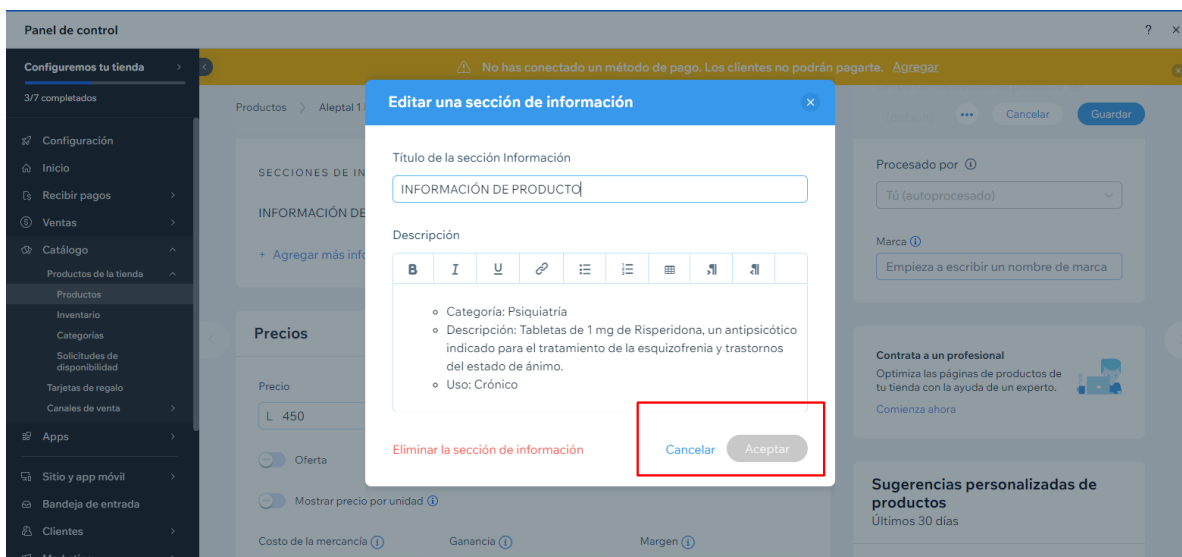 Panel de control
?
Configuremos tu tienda
3/7 completados
Configuración
Inicio
Recibir pagos
Ventas
Catálogo
Productos de la tienda
Productos
Inventario
Categorías
Solicitudes de
disponibilidad
Tarjetas de regalo
Canales de venta
Apps
Sitio y app móvil
Bandeja de entrada
Clientes
No has conectado un método de pago. Los clientes no podrán pagarte. Agregar
Productos > Aleptal 1
Cancelar
Guardar
SECCIONES DE IN
INFORMACIÓN DE
+ Agregar más info
Precios
Precio
L 450
Oferta
Mostrar precio por unidad
Costo de la mercancía
Ganancia
Margen
Editar una sección de información
Título de la sección Información
INFORMACIÓN DE PRODUCTO
Descripción
B I U
Categoría: Psiquiatría
Descripción: Tabletas de 1 mg de Risperidona, un antipsicótico
indicado para el tratamiento de la esquizofrenia y trastornos
del estado de ánimo.
Uso: Crónico
Eliminar la sección de información
Cancelar
Aceptar
Procesado por
Tú (autoprocesado)
Marca
Empieza a escribir un nombre de marca
Contrata a un profesional
Optimiza las páginas de productos de
tu tienda con la ayuda de un experto.
Comienza ahora
Sugerencias personalizadas de
productos
Últimos 30 días